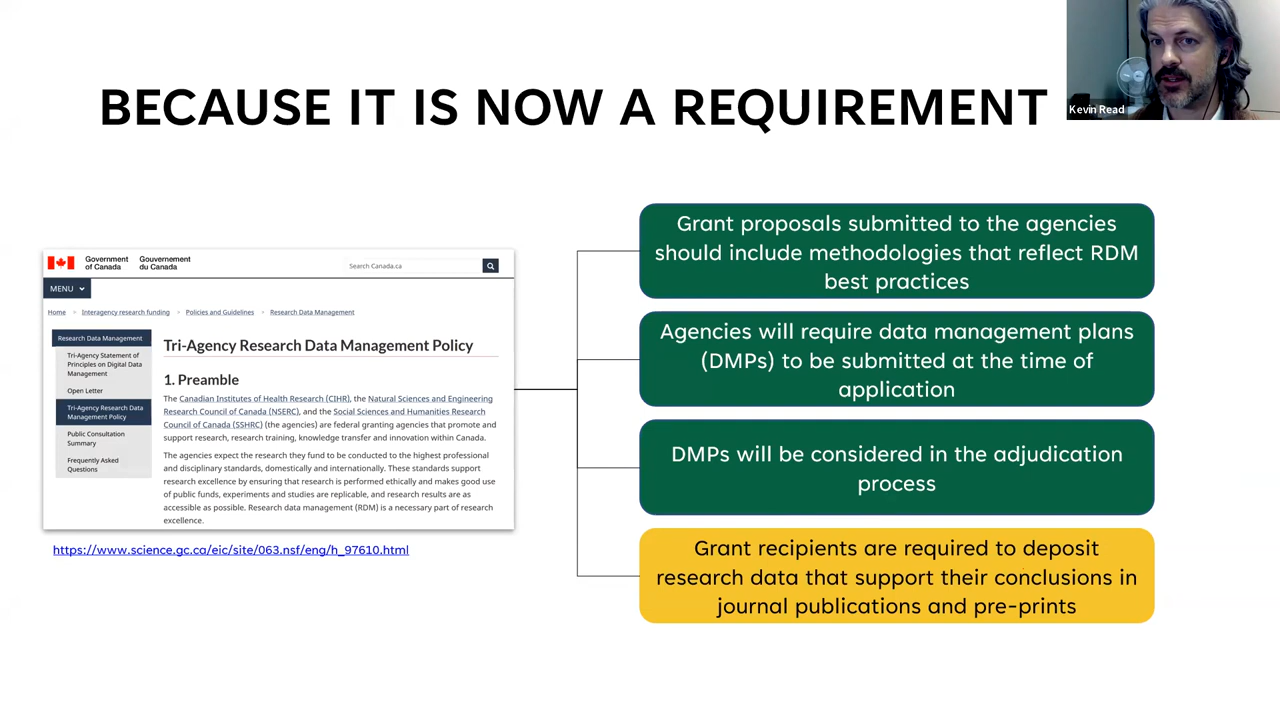 BECAUSE IT IS NOW A REQUIREMENT
Kevin Read
Government
of Canada
Gouvernement
du Canada
Search Canada.ca
MENU
Home > Interagency research funding > Policies and Guidelines > Research Data Management
Research Data Management
Tri-Agency Statement of
Principles on Digital Data
Management
Open Letter
Tri-Agency Research Data
Management Policy
Public Consultation
Summary
Frequently Asked
Questions
Tri-Agency Research Data Management Policy
1. Preamble
The Canadian Institutes of Health Research (CIHR), the Natural Sciences and Engineering
Research Council of Canada (NSERC), and the Social Sciences and Humanities Research
Council of Canada (SSHRC) (the agencies) are federal granting agencies that promote and
support research, research training, knowledge transfer and innovation within Canada.
The agencies expect the research they fund to be conducted to the highest professional
and disciplinary standards, domestically and internationally. These standards support
research excellence by ensuring that research is performed ethically and makes good use
of public funds, experiments and studies are replicable, and research results are as
accessible as possible. Research data management (RDM) is a necessary part of research
excellence.
https://www.science.gc.ca/eic/site/063.nsf/eng/h_97610.html
Grant proposals submitted to the agencies
should include methodologies that reflect RDM
best practices
Agencies will require data management plans
(DMPs) to be submitted at the time of
application
DMPs will be considered in the adjudication
process
Grant recipients are required to deposit
research data that support their conclusions in
journal publications and pre-prints